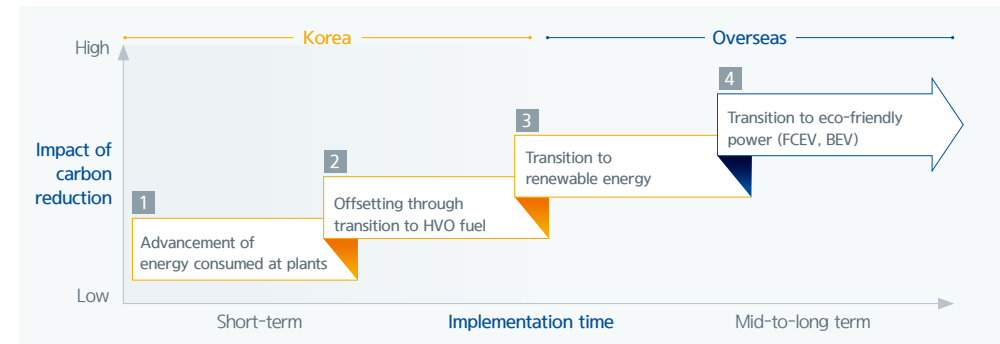 Korea
Overseas
High
Impact of
carbon
reduction
Low
1
Advancement of
energy consumed at plants
2
Offsetting through
transition to HVO fuel
3
Transition to
renewable energy
4
Transition to eco-friendly
power (FCEV, BEV)
Short-term
Implementation time
Mid-to-long term